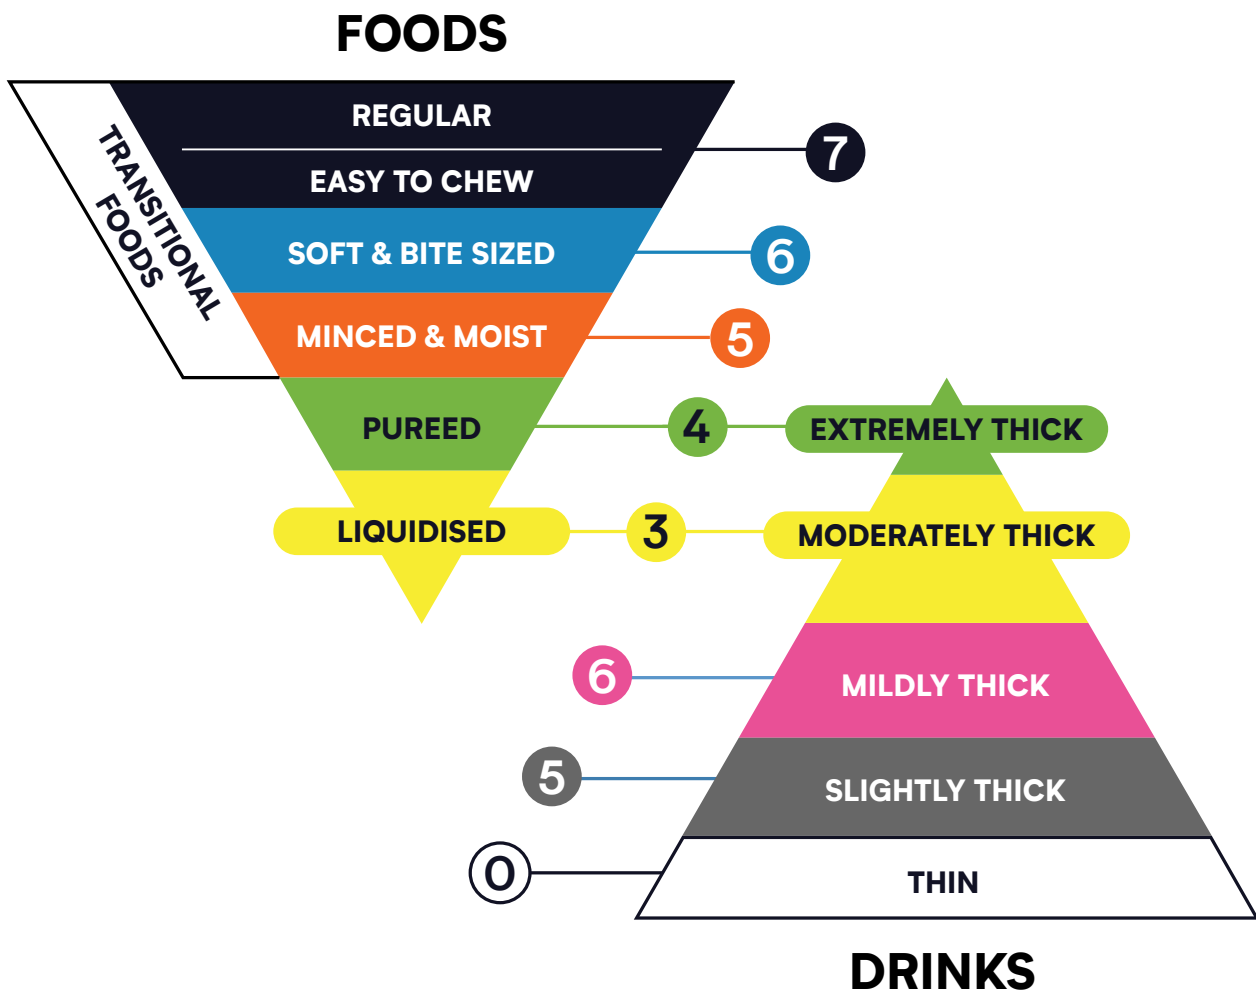 FOODS
REGULAR
7
EASY TO CHEW
TRANSITIONAL
FOODS
SOFT & BITE SIZED
6
MINCED & MOIST
5
PUREED
4
EXTREMELY THICK
LIQUIDISED
3
MODERATELY THICK
6
MILDLY THICK
5
SLIGHTLY THICK
0
THIN
DRINKS